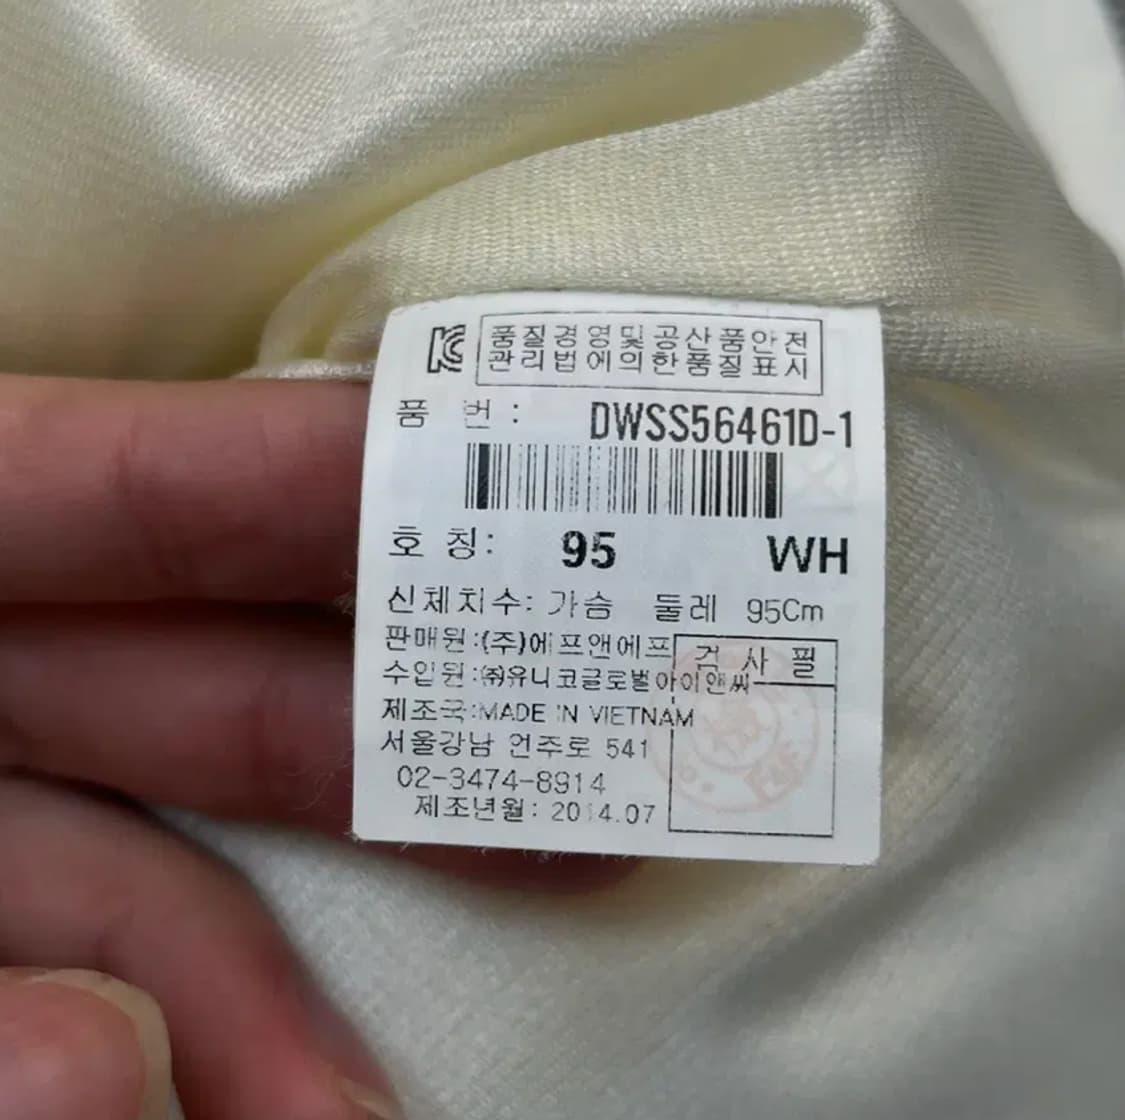 KC 품질경영및공산품안전
관리법에의한품질표시
품 번 : DWSS56461D-1
호 칭: 95 WH
신체치수: 가슴 둘레 95Cm
판매원:(주)에프앤에프
검 사 필
수입원:㈜유니코글로벌아이앤씨
제조국:MADE IN VIETNAM
서울강남 언주로 541
02-3474-8914
제조년월: 2014.07
F&F